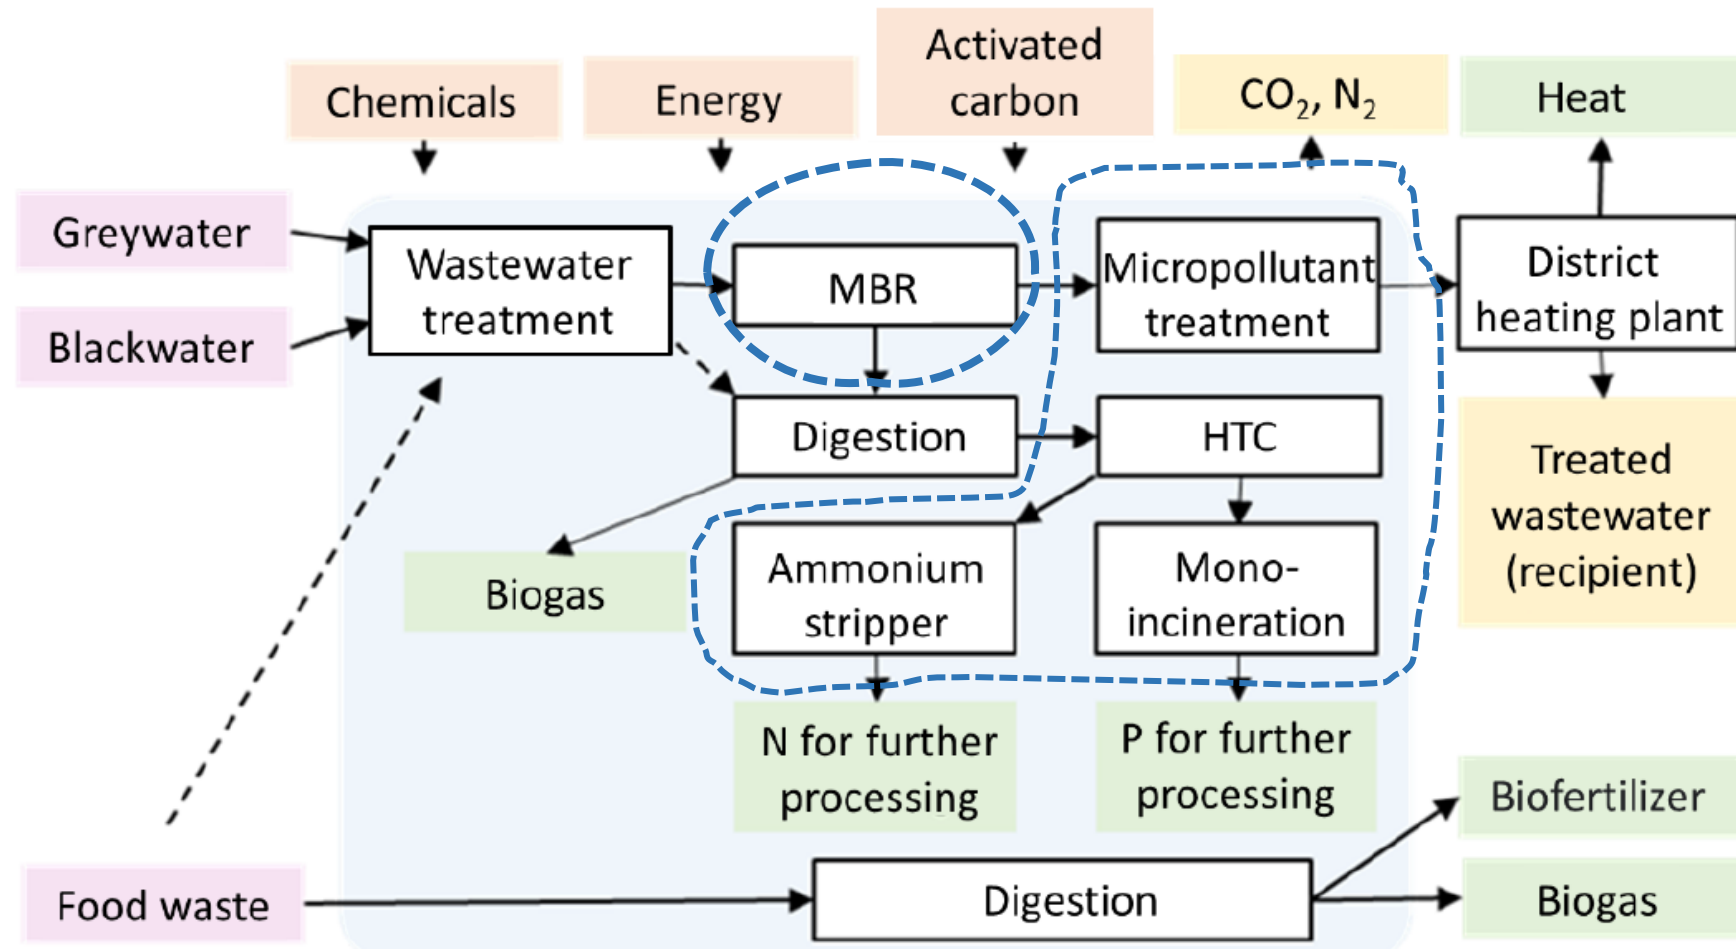 Activated
carbon
Chemicals
Energy
CO₂, N₂
Heat
Greywater
Blackwater
Wastewater
treatment
MBR
Micropollutant
treatment
District
heating plant
Digestion
HTC
Treated
wastewater
(recipient)
Biogas
Ammonium
stripper
Mono-
incineration
N for further
processing
P for further
processing
Biofertilizer
Food waste
Digestion
Biogas